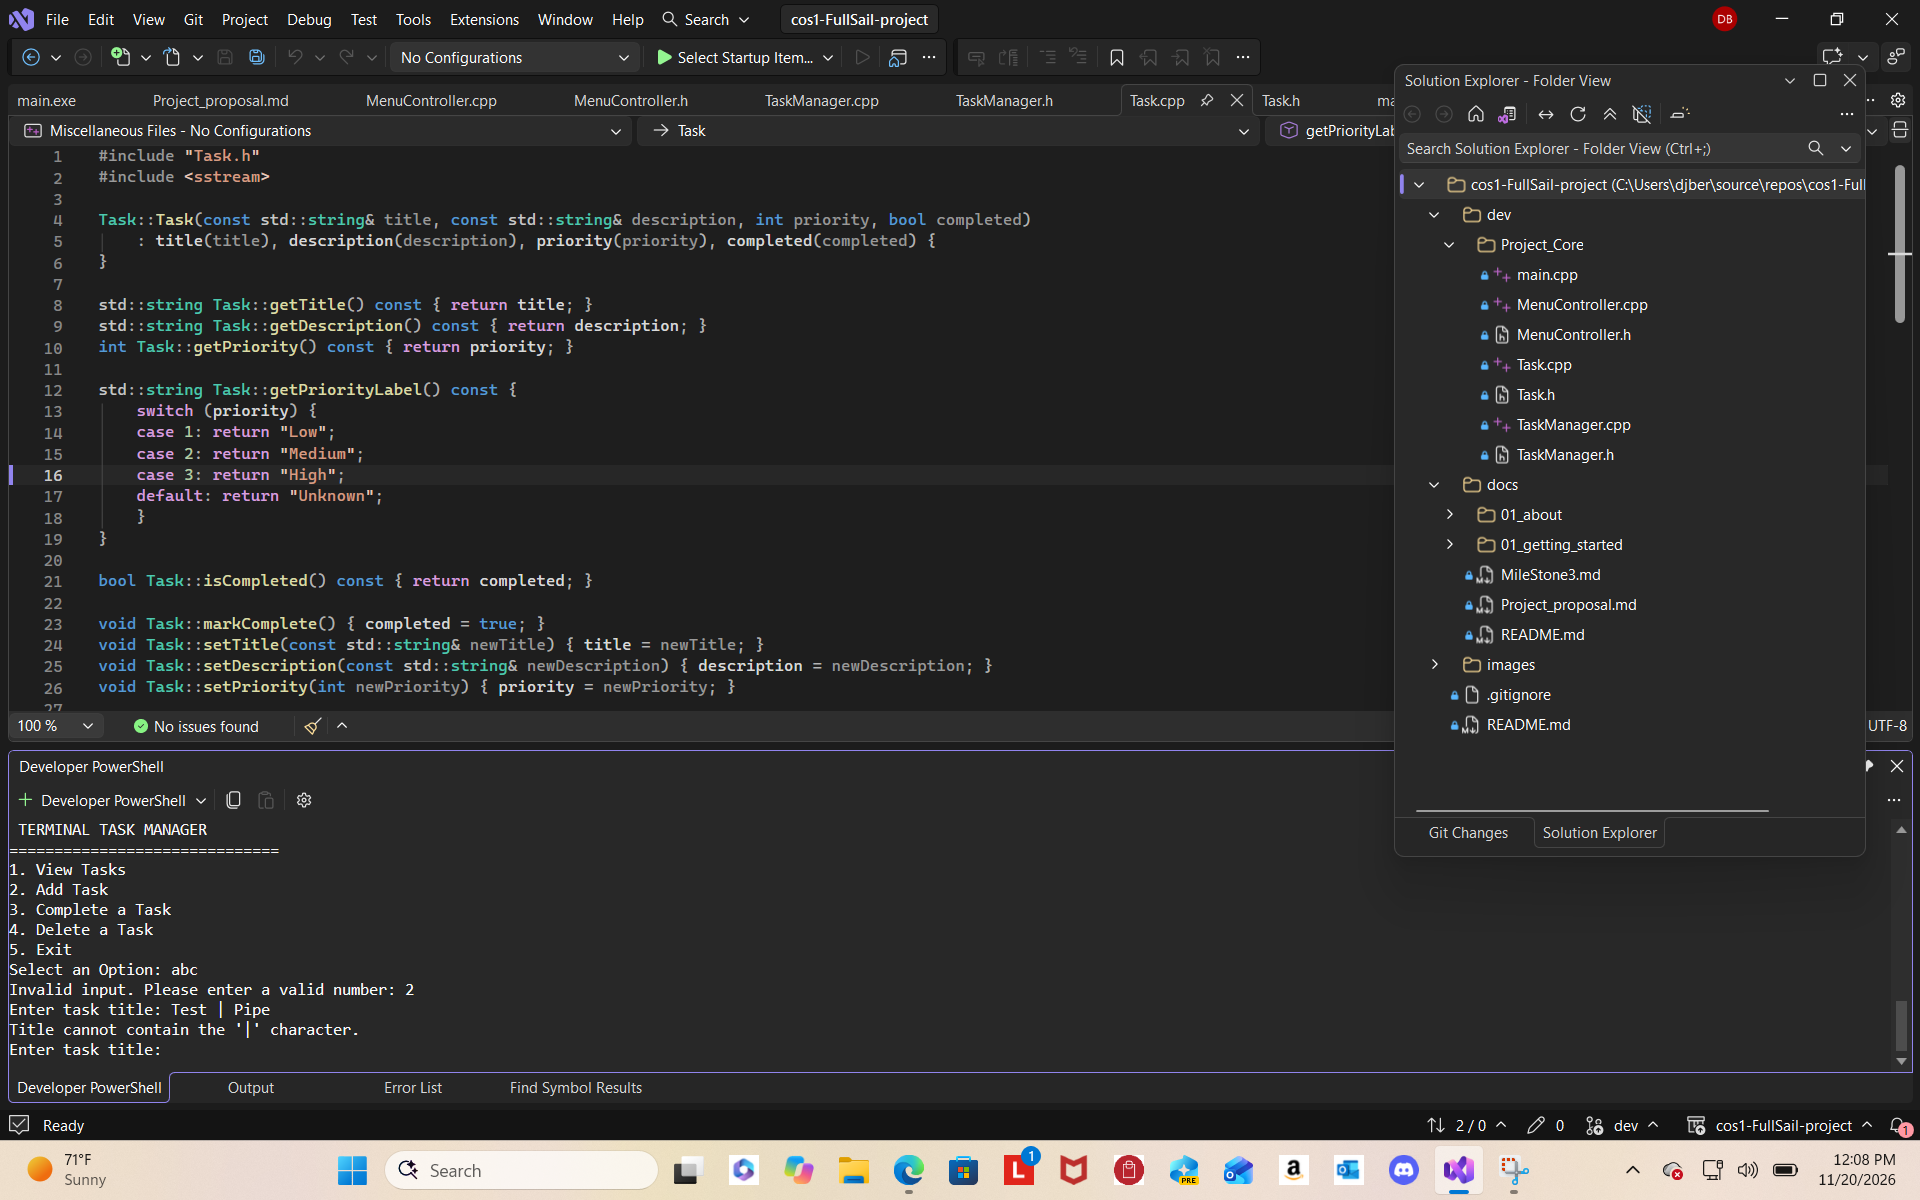 File Edit View Git Project Debug Test Tools Extensions Window Help Search cos1-FullSail-project DB
No Configurations Select Startup Item...
main.exe Project_proposal.md MenuController.cpp MenuController.h TaskManager.cpp TaskManager.h Task.cpp Task.h ma
Miscellaneous Files - No Configurations Task getPriorityLab
1 #include "Task.h"
2 #include <sstream>
3
4 Task::Task(const std::string& title, const std::string& description, int priority, bool completed)
5 : title(title), description(description), priority(priority), completed(completed) {
6 }
7
8 std::string Task::getTitle() const { return title; }
9 std::string Task::getDescription() const { return description; }
10 int Task::getPriority() const { return priority; }
11
12 std::string Task::getPriorityLabel() const {
13 switch (priority) {
14 case 1: return "Low";
15 case 2: return "Medium";
16 case 3: return "High";
17 default: return "Unknown";
18 }
19 }
20
21 bool Task::isCompleted() const { return completed; }
22
23 void Task::markComplete() { completed = true; }
24 void Task::setTitle(const std::string& newTitle) { title = newTitle; }
25 void Task::setDescription(const std::string& newDescription) { description = newDescription; }
26 void Task::setPriority(int newPriority) { priority = newPriority; }
27
100 % No issues found UTF-8
Solution Explorer - Folder View
Search Solution Explorer - Folder View (Ctrl+;)
cos1-FullSail-project (C:\Users\djber\source\repos\cos1-Full
dev
Project_Core
main.cpp
MenuController.cpp
MenuController.h
Task.cpp
Task.h
TaskManager.cpp
TaskManager.h
docs
01_about
01_getting_started
MileStone3.md
Project_proposal.md
README.md
images
.gitignore
README.md
Git Changes Solution Explorer
Developer PowerShell
+ Developer PowerShell
TERMINAL TASK MANAGER
==============================
1. View Tasks
2. Add Task
3. Complete a Task
4. Delete a Task
5. Exit
Select an Option: abc
Invalid input. Please enter a valid number: 2
Enter task title: Test | Pipe
Title cannot contain the '|' character.
Enter task title:
Developer PowerShell Output Error List Find Symbol Results
Ready 2 / 0 0 dev cos1-FullSail-project 1
71°F
Sunny
Search
PRE
1
12:08 PM
11/20/2026